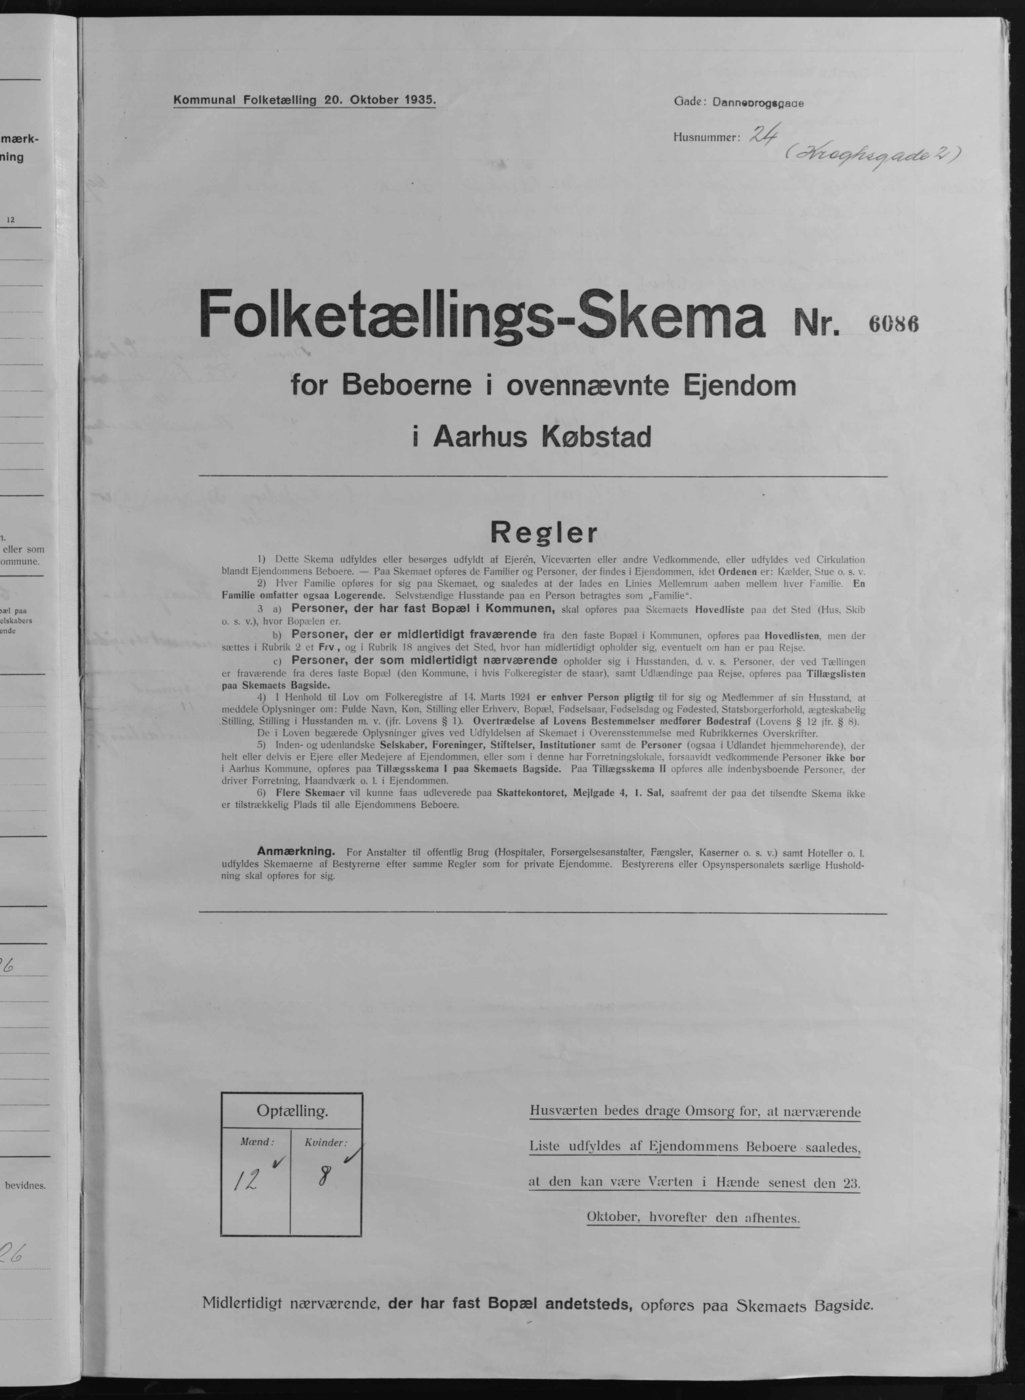 mærk-
ning
12
n.
eller som
ommune.
pæl paa
elskabers
ende
26
bevidnes.
26
Kommunal Folketælling 20. Oktober 1935.
Gade: Dannebrogsgade
Husnummer: 24
(Kroghsgade 2)
Folketællings-Skema Nr. 6086
for Beboerne i ovennævnte Ejendom
i Aarhus Købstad
Regler
1) Dette Skema udfyldes eller besørges udfyldt af Ejeren, Viceværten eller andre Vedkommende, eller udfyldes ved Cirkulation
blandt Ejendommens Beboere. — Paa Skemaet opføres de Familier og Personer, der findes i Ejendommen, idet Ordenen er: Kælder, Stue o. s. v.
2) Hver Familie opføres for sig paa Skemaet, og saaledes at der lades en Linies Mellemrum aaben mellem hver Familie. En
Familie omfatter ogsaa Logerende. Selvstændige Husstande paa en Person betragtes som „Familie".
3 a) Personer, der har fast Bopæl i Kommunen, skal opføres paa Skemaets Hovedliste paa det Sted (Hus, Skib
o. s. v.), hvor Bopælen er.
b) Personer, der er midlertidigt fraværende fra den faste Bopæl i Kommunen, opføres paa Hovedlisten, men der
sættes i Rubrik 2 et Frv., og i Rubrik 18 angives det Sted, hvor han midlertidigt opholder sig, eventuelt om han er paa Rejse.
c) Personer, der som midlertidigt nærværende opholder sig i Husstanden, d. v. s. Personer, der ved Tællingen
er fraværende fra deres faste Bopæl (den Kommune, i hvis Folkeregister de staar), samt Udlændinge paa Rejse, opføres paa Tillægslisten
paa Skemaets Bagside.
4) I Henhold til Lov om Folkeregistre af 14. Marts 1924 er enhver Person pligtig til for sig og Medlemmer af sin Husstand, at
meddele Oplysninger om: Fulde Navn, Køn, Stilling eller Erhverv, Bopæl, Fødselsaar, Fødselsdag og Fødested, Statsborgerforhold, ægteskabelig
Stilling, Stilling i Husstanden m. v. (jfr. Lovens § 1). Overtrædelse af Lovens Bestemmelser medfører Bødestraf (Lovens § 12 jfr. § 8).
De i Loven begærede Oplysninger gives ved Udfyldelsen af Skemaet i Overensstemmelse med Rubrikkernes Overskrifter.
5) Inden- og udenlandske Selskaber, Foreninger, Stiftelser, Institutioner samt de Personer (ogsaa i Udlandet hjemmehørende), der
helt eller delvis er Ejere eller Medejere af Ejendommen, eller som i denne har Forretningslokale, forsaavidt vedkommende Personer ikke bor
i Aarhus Kommune, opføres paa Tillægsskema I paa Skemaets Bagside. Paa Tillægsskema II opføres alle indenbysboende Personer, der
driver Forretning, Haandværk o. l. i Ejendommen.
6) Flere Skemaer vil kunne faas udleverede paa Skattekontoret, Mejlgade 4, 1. Sal, saafremt der paa det tilsendte Skema ikke
er tilstrækkelig Plads til alle Ejendommens Beboere.
Anmærkning. For Anstalter til offentlig Brug (Hospitaler, Forsørgelsesanstalter, Fængsler, Kaserner o. s. v.) samt Hoteller o. l.
udfyldes Skemaerne af Bestyrerne efter samme Regler som for private Ejendomme. Bestyrerens eller Opsynspersonalets særlige Hushold-
ning skal opføres for sig.
Optælling.
Mænd: Kvinder:
12 8
Husværten bedes drage Omsorg for, at nærværende
Liste udfyldes af Ejendommens Beboere saaledes,
at den kan være Værten i Hænde senest den 23.
Oktober, hvorefter den afhentes.
Midlertidigt nærværende, der har fast Bopæl andetsteds, opføres paa Skemaets Bagside.